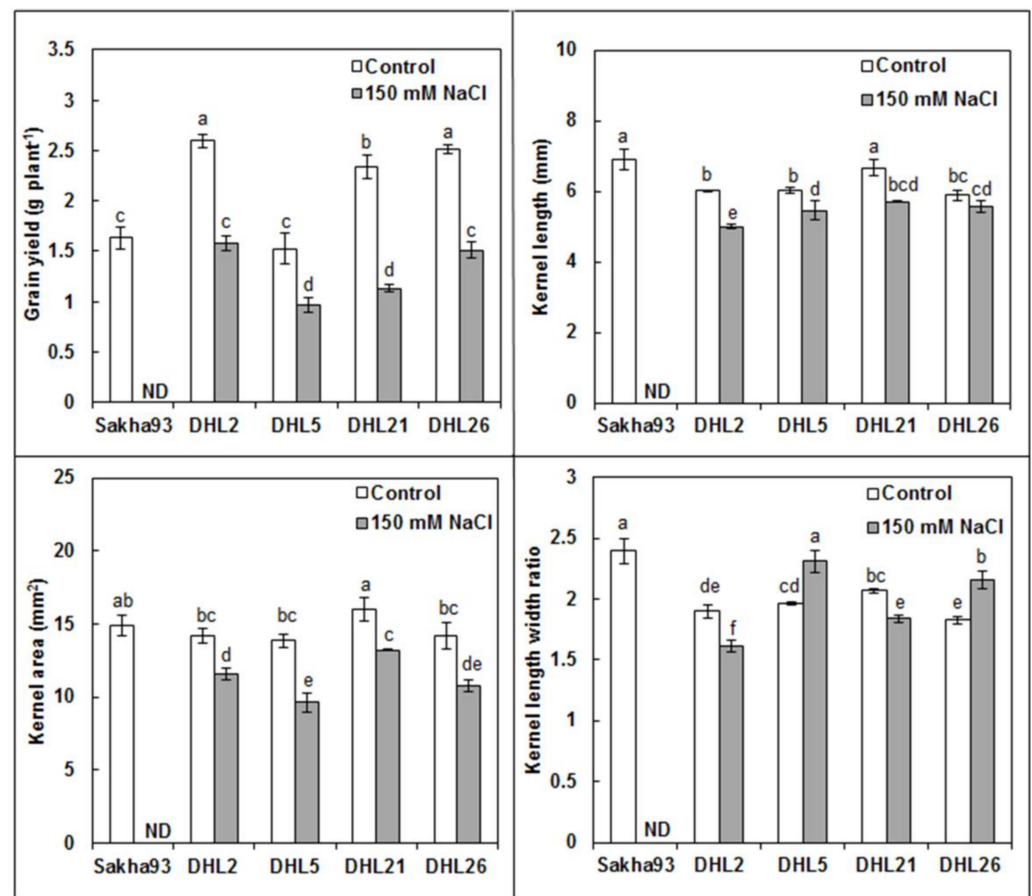 3.5
3
2.5
2
1.5
1
0.5
0
Grain yield (g plant-1)
Control
150 mM NaCl
c
ND
a
c
c
d
b
d
a
c
Sakha93 DHL2 DHL5 DHL21 DHL26
10
8
6
4
2
0
Kernel length (mm)
Control
150 mM NaCl
a
ND
b
e
b
d
a
bcd
bc
cd
Sakha93 DHL2 DHL5 DHL21 DHL26
25
20
15
10
5
0
Kernel area (mm2)
Control
150 mM NaCl
ab
ND
bc
d
bc
e
a
c
bc
de
Sakha93 DHL2 DHL5 DHL21 DHL26
3
2.5
2
1.5
1
0.5
0
Kernel length width ratio
Control
150 mM NaCl
a
ND
de
f
cd
a
bc
e
e
b
Sakha93 DHL2 DHL5 DHL21 DHL26